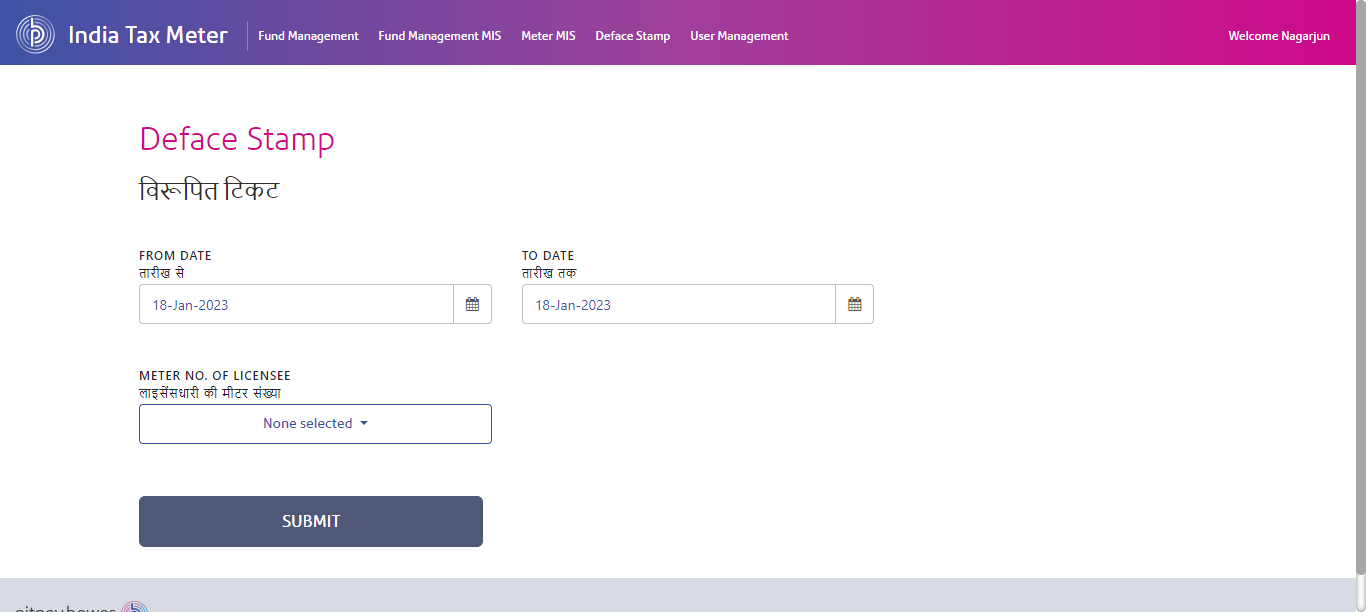 India Tax Meter Fund Management Fund Management MIS Meter MIS Deface Stamp User Management Welcome Nagarjun
Deface Stamp
विरूपित टिकट
FROM DATE TO DATE
तारीख से तारीख तक
18-Jan-2023 18-Jan-2023
METER NO. OF LICENSEE
लाइसेंसधारी की मीटर संख्या
None selected
SUBMIT
pitney bowes